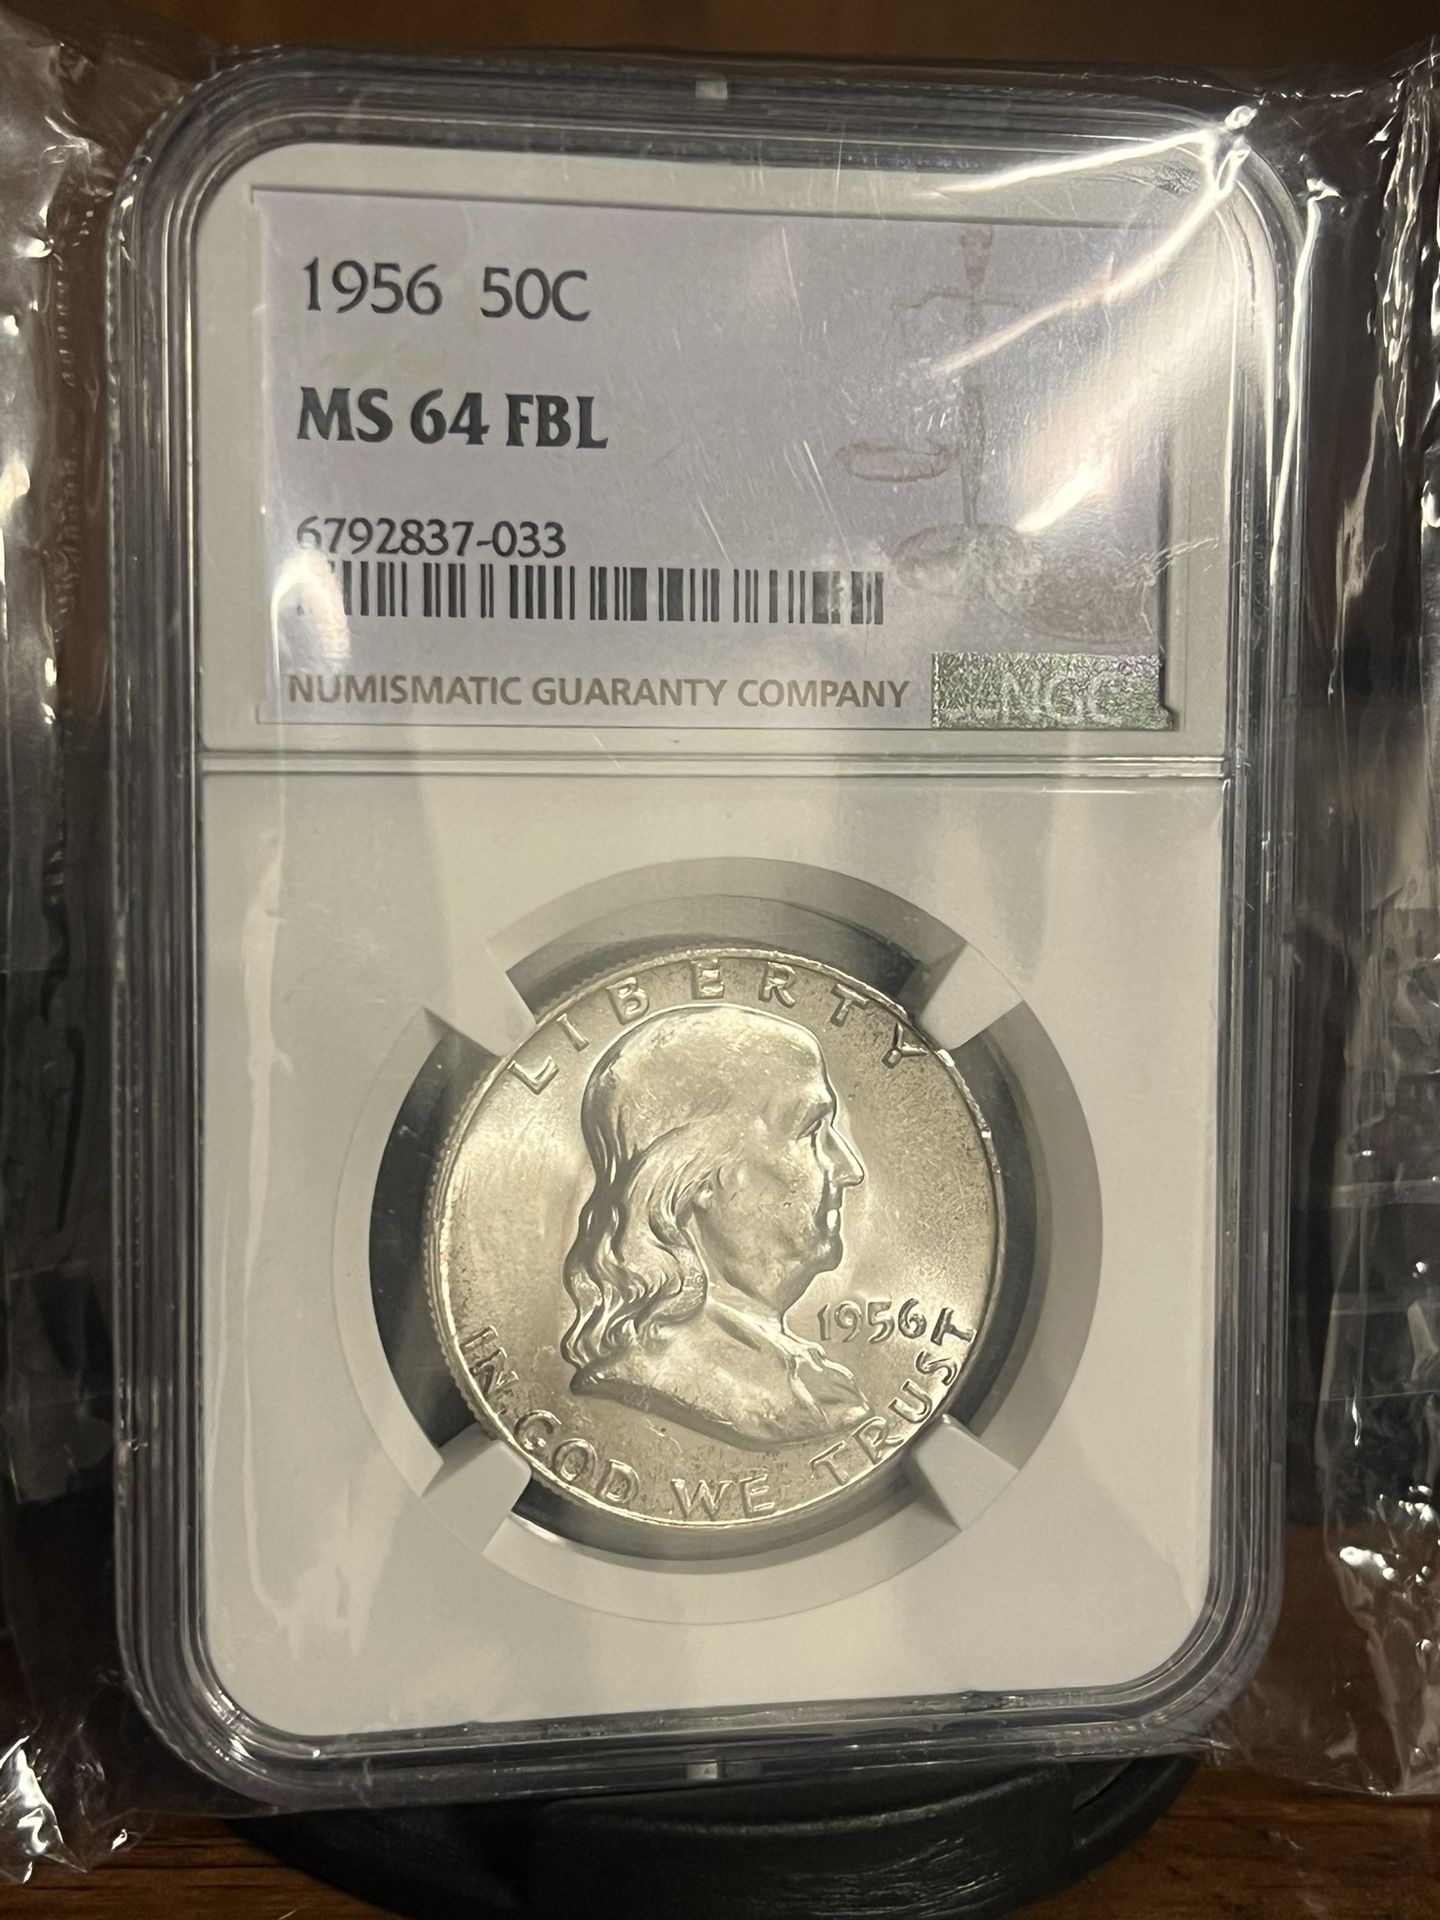 1956 50C
MS 64 FBL
6792837-033
NUMISMATIC GUARANTY COMPANY
NGC
LIBERTY
1956
IN GOD WE TRUST